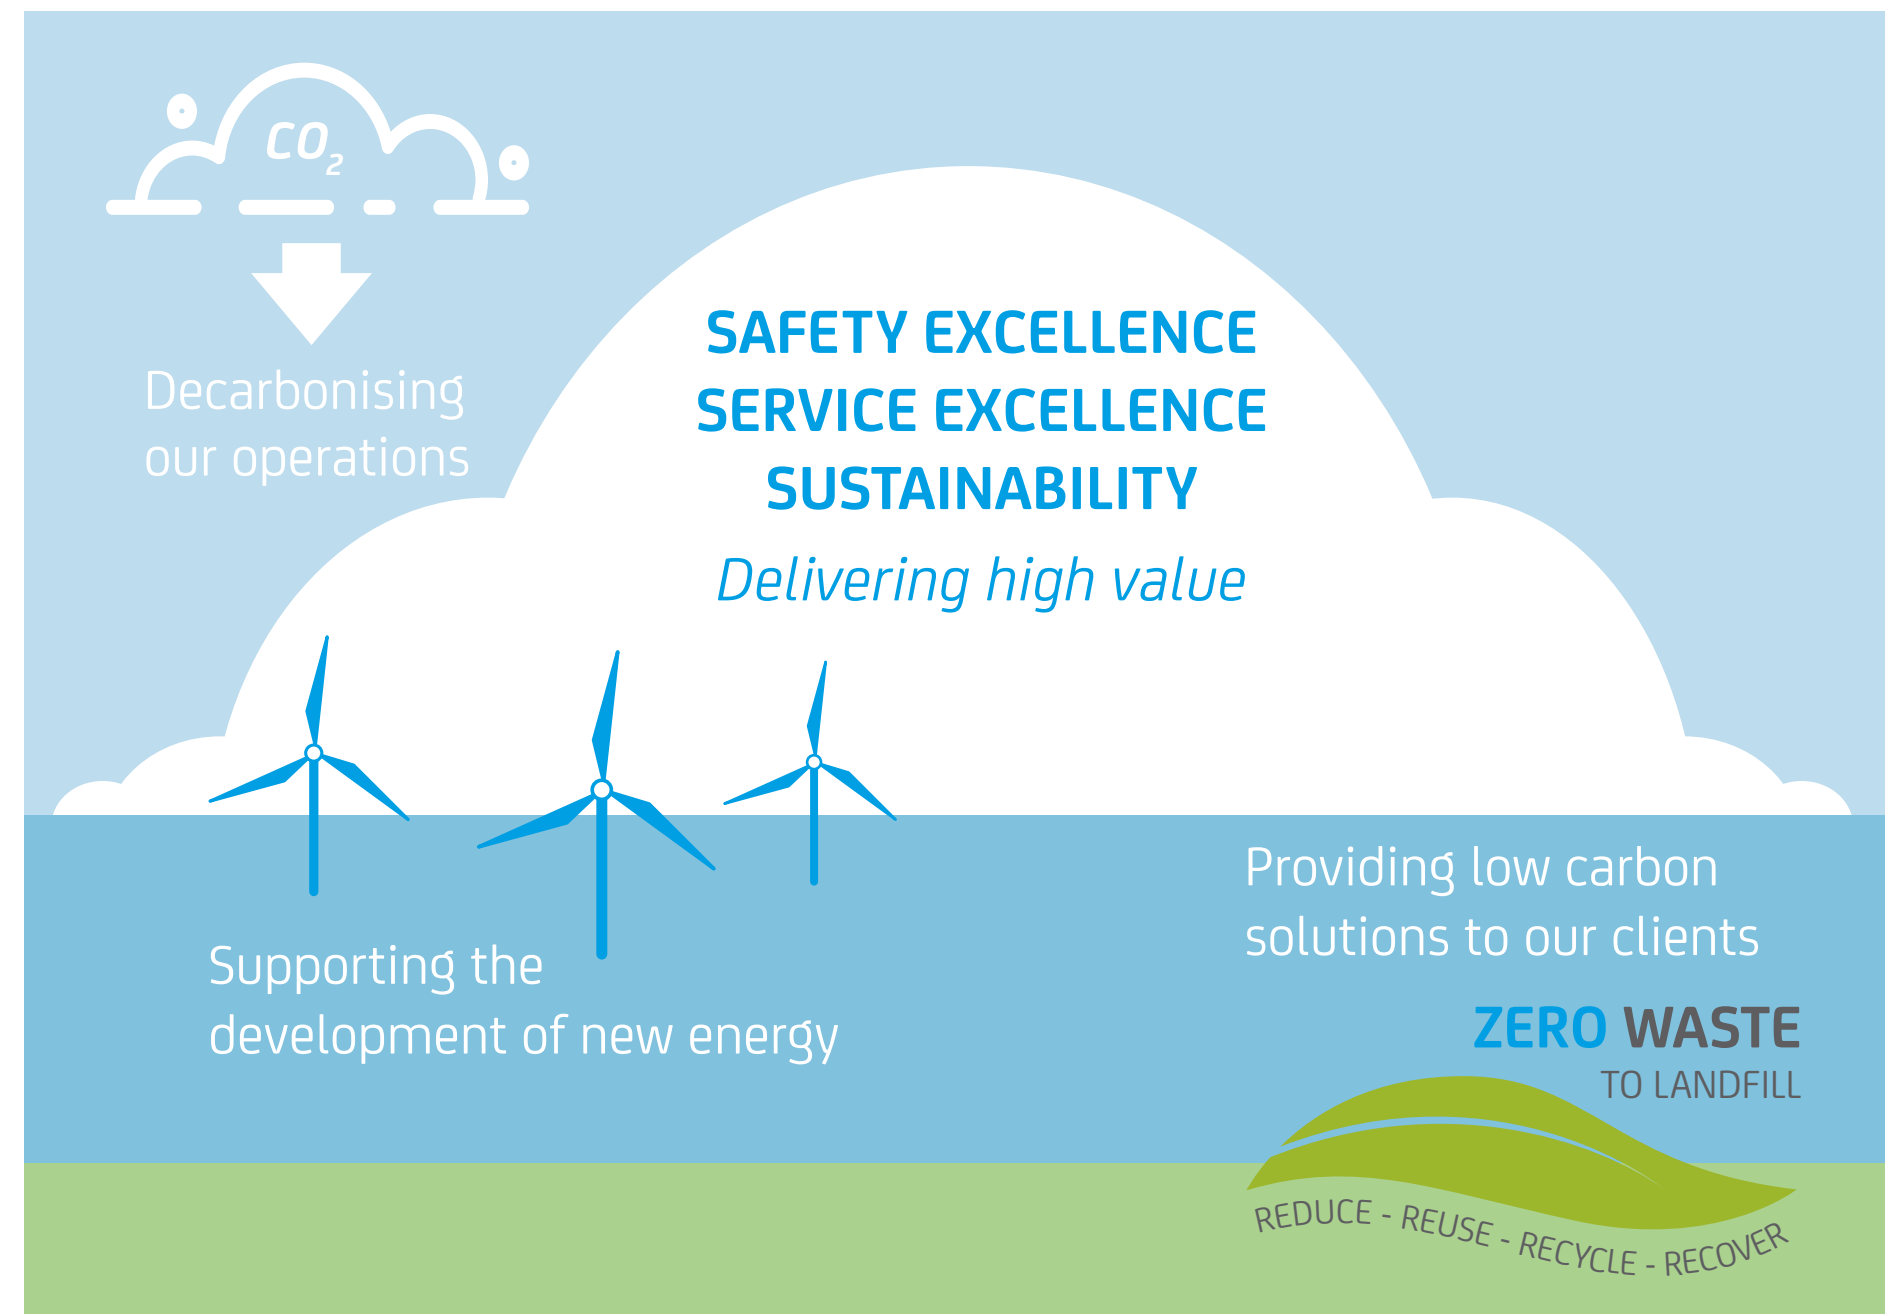 CO₂
Decarbonising
our operations
SAFETY EXCELLENCE
SERVICE EXCELLENCE
SUSTAINABILITY
Delivering high value
Supporting the
development of new energy
Providing low carbon
solutions to our clients
ZERO WASTE
TO LANDFILL
REDUCE - REUSE - RECYCLE - RECOVER